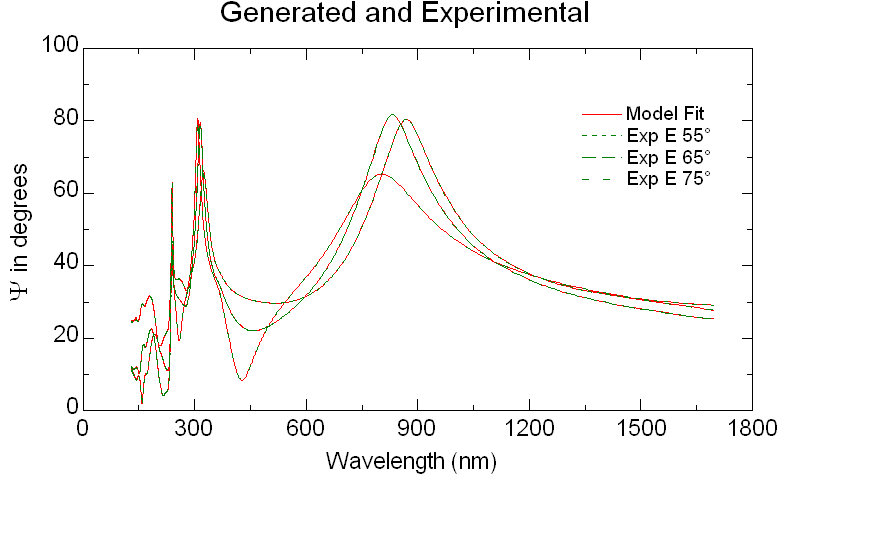 Generated and Experimental
100
80
60
40
20
0
Ψ in degrees
Model Fit
Exp E 55°
Exp E 65°
Exp E 75°
0 300 600 900 1200 1500 1800
Wavelength (nm)